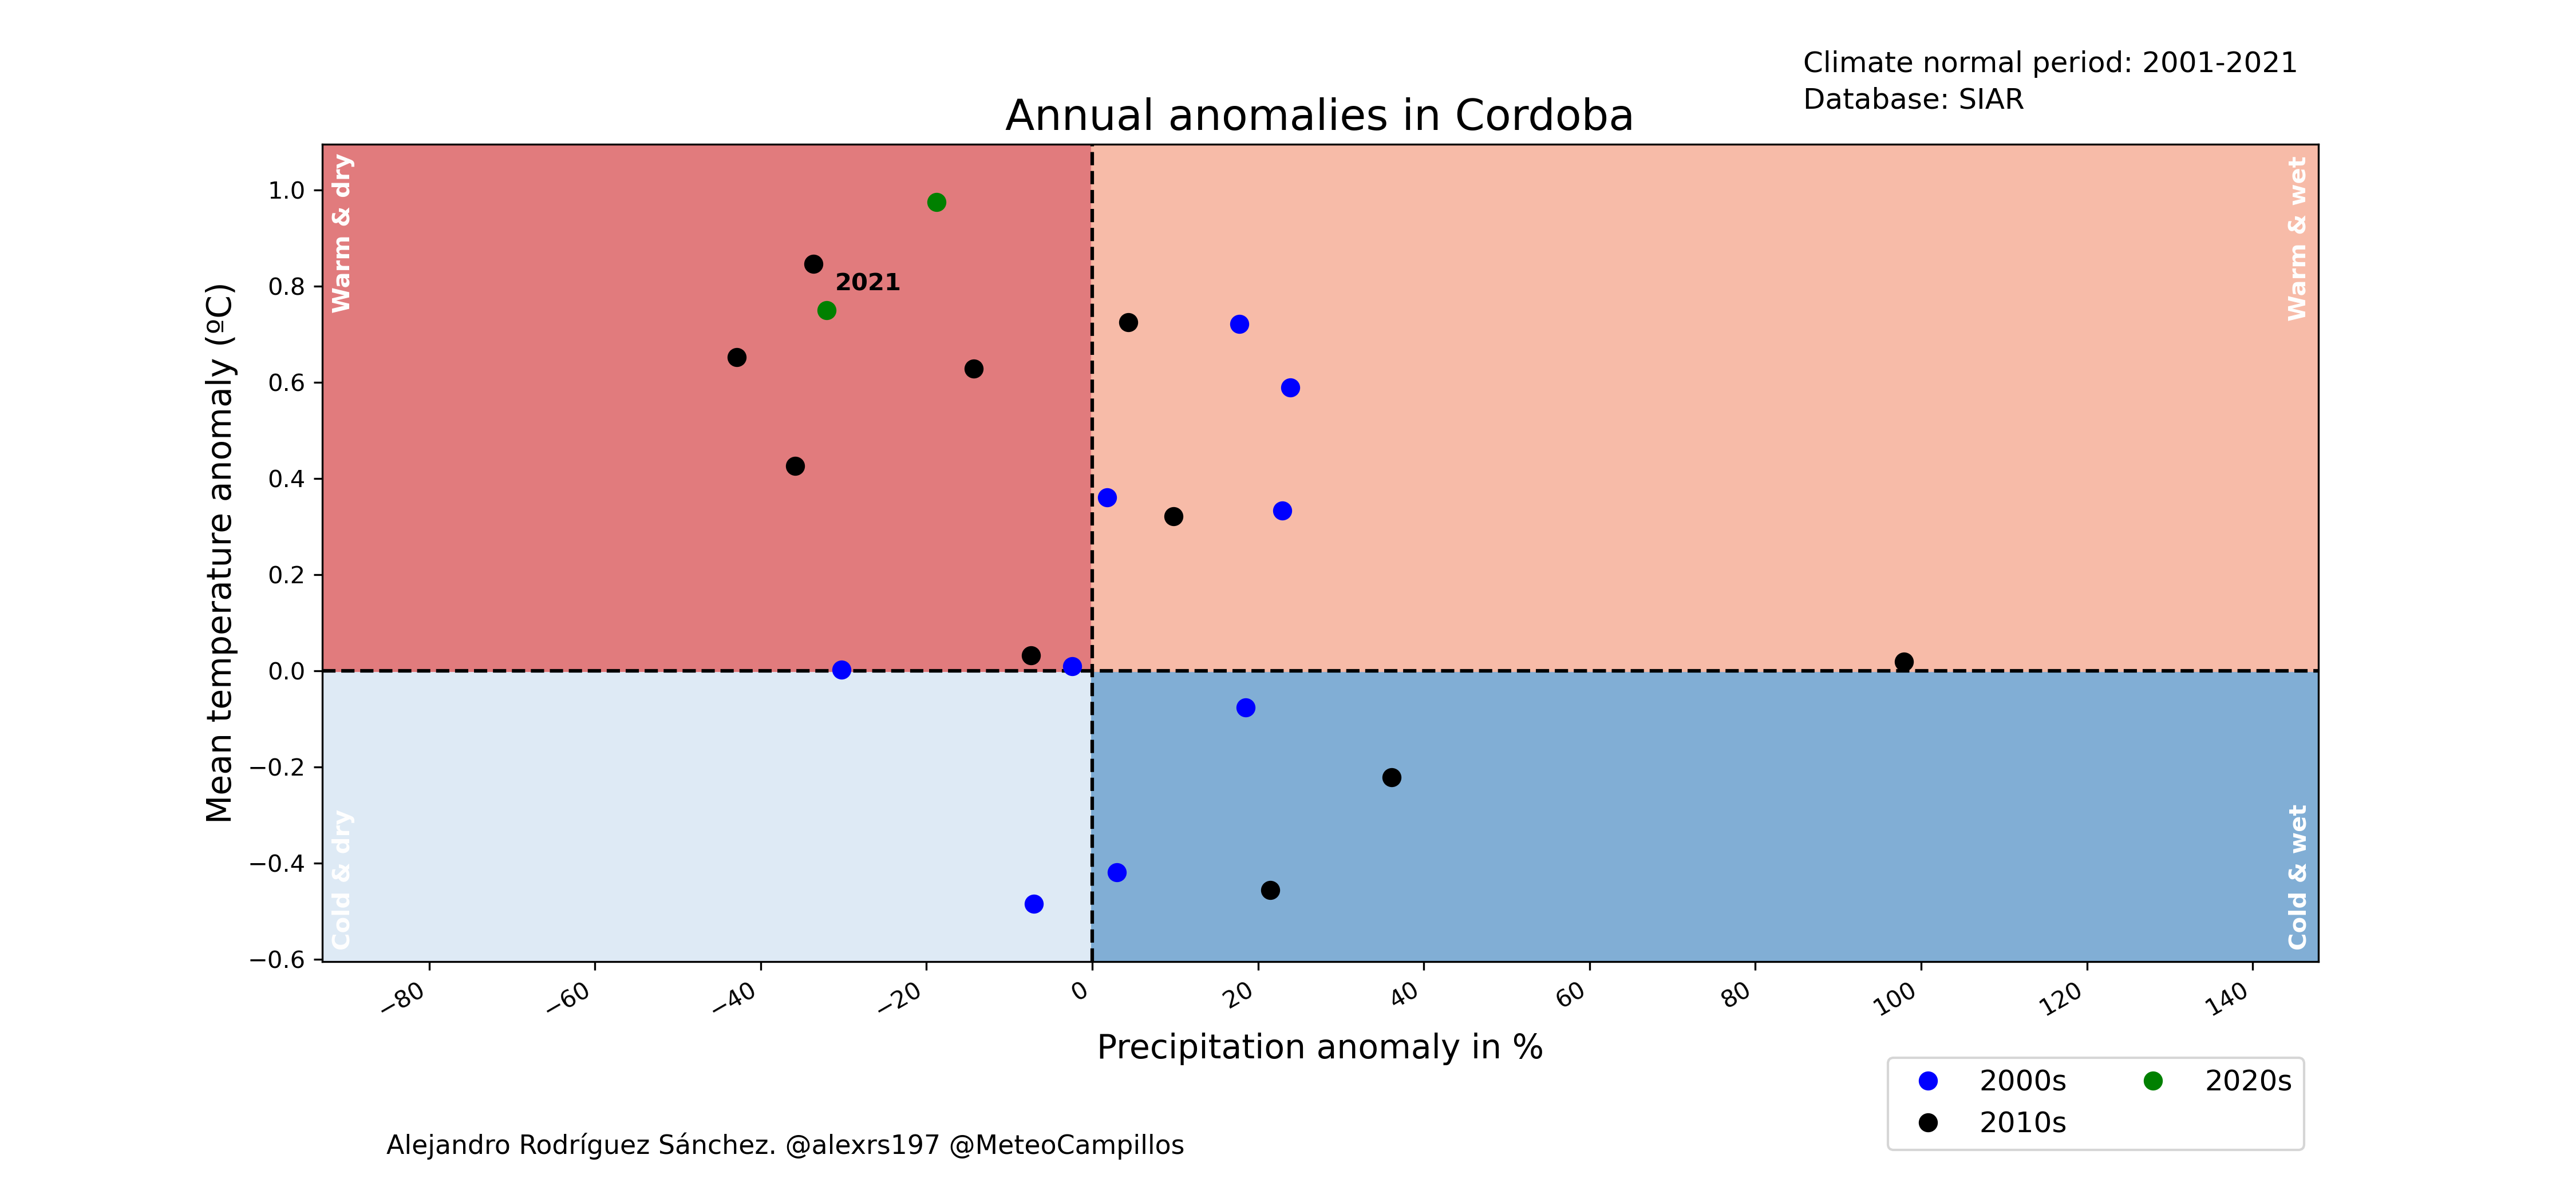 Climate normal period: 2001-2021
Database: SIAR
Annual anomalies in Cordoba
Warm & dry
Warm & wet
1.0
0.8
0.6
0.4
0.2
0.0
−0.2
−0.4
−0.6
Mean temperature anomaly (ºC)
2021
Cold & dry
Cold & wet
−80 −60 −40 −20 0 20 40 60 80 100 120 140
Precipitation anomaly in %
2000s
2010s
2020s
Alejandro Rodríguez Sánchez. @alexrs197 @MeteoCampillos